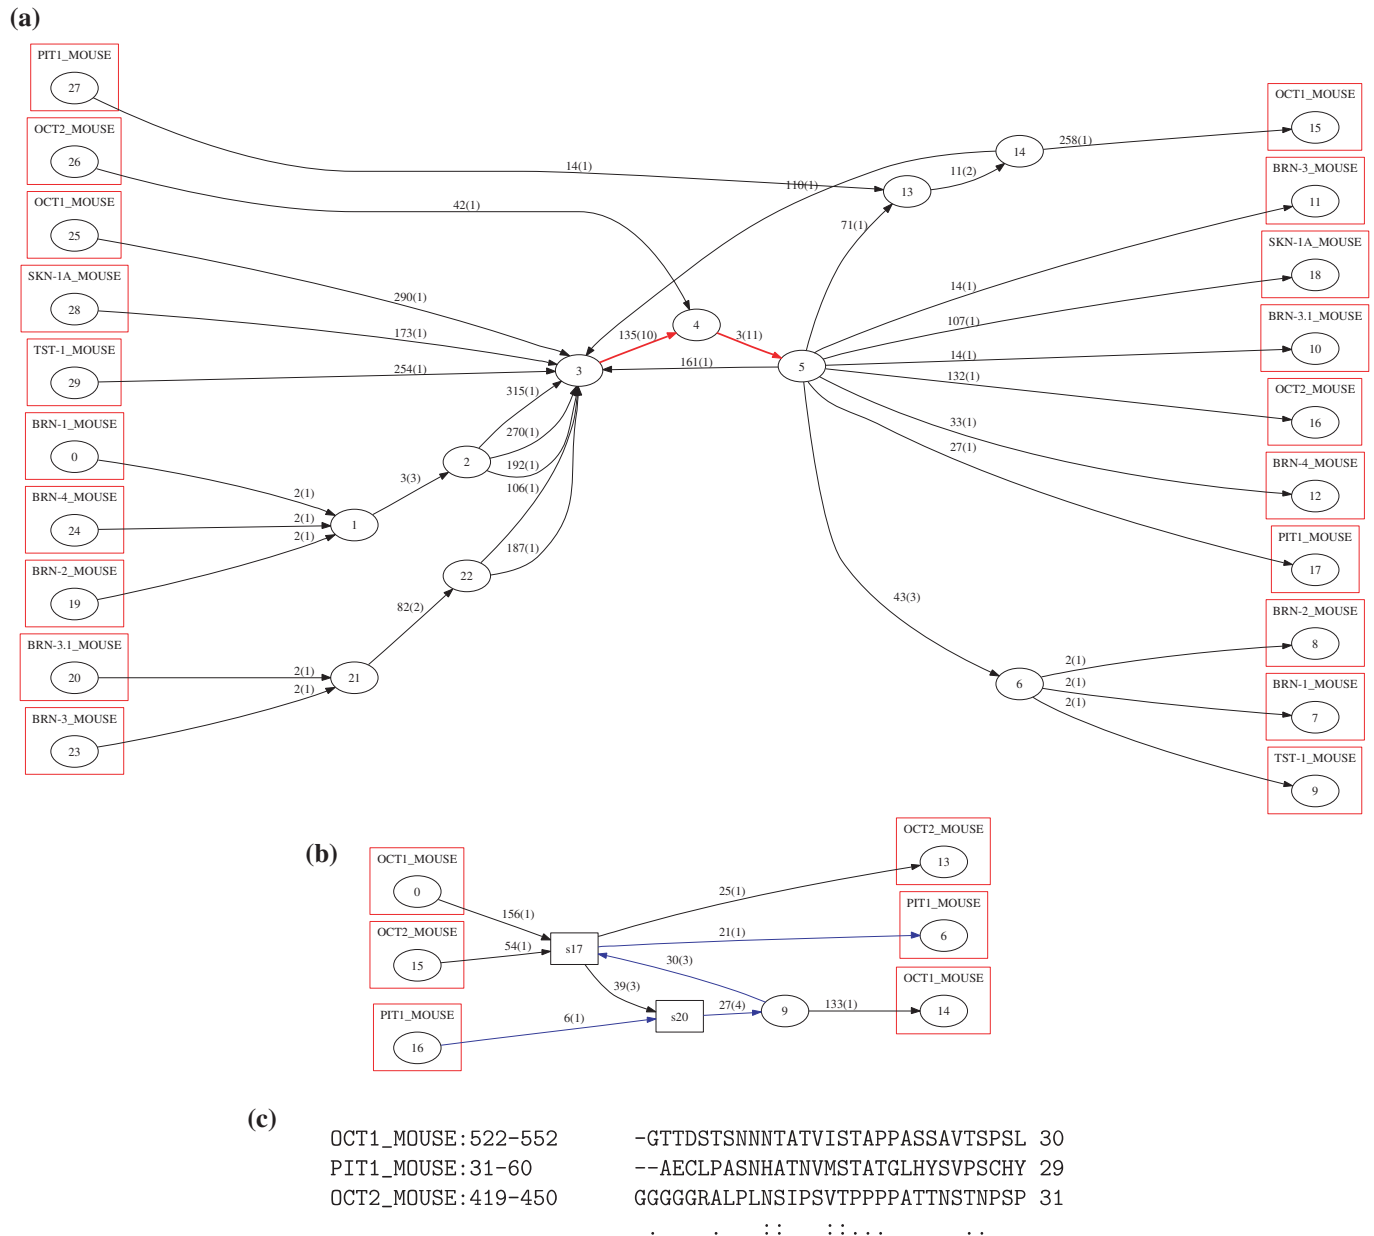 (a)
PIT1_MOUSE
27
OCT2_MOUSE
26
OCT1_MOUSE
25
SKN-1A_MOUSE
28
TST-1_MOUSE
29
BRN-1_MOUSE
0
BRN-4_MOUSE
24
BRN-2_MOUSE
19
BRN-3.1_MOUSE
20
BRN-3_MOUSE
23
14(1)
42(1)
290(1)
173(1)
254(1)
2(1)
2(1)
2(1)
2(1)
2(1)
1
21
3(3)
82(2)
2
22
315(1)
270(1)
192(1)
106(1)
187(1)
3
135(10)
4
3(11)
161(1)
5
110(1)
71(1)
13
11(2)
14
258(1)
14(1)
107(1)
14(1)
132(1)
33(1)
27(1)
43(3)
6
2(1)
2(1)
2(1)
OCT1_MOUSE
15
BRN-3_MOUSE
11
SKN-1A_MOUSE
18
BRN-3.1_MOUSE
10
OCT2_MOUSE
16
BRN-4_MOUSE
12
PIT1_MOUSE
17
BRN-2_MOUSE
8
BRN-1_MOUSE
7
TST-1_MOUSE
9
(b)
OCT1_MOUSE
0
OCT2_MOUSE
15
PIT1_MOUSE
16
156(1)
54(1)
6(1)
s17
39(3)
s20
27(4)
30(3)
9
25(1)
21(1)
133(1)
OCT2_MOUSE
13
PIT1_MOUSE
6
OCT1_MOUSE
14
(c)
OCT1_MOUSE:522-552 -GTTDSTSNNNTATVISTAPPASSAVTSPSL 30
PIT1_MOUSE:31-60 --AECLPASNHATNVMSTATGLHYSVPSCHY 29
OCT2_MOUSE:419-450 GGGGGRALPLNSIPSVTPPPPATTNSTNPSP 31
. . :: ::... ..